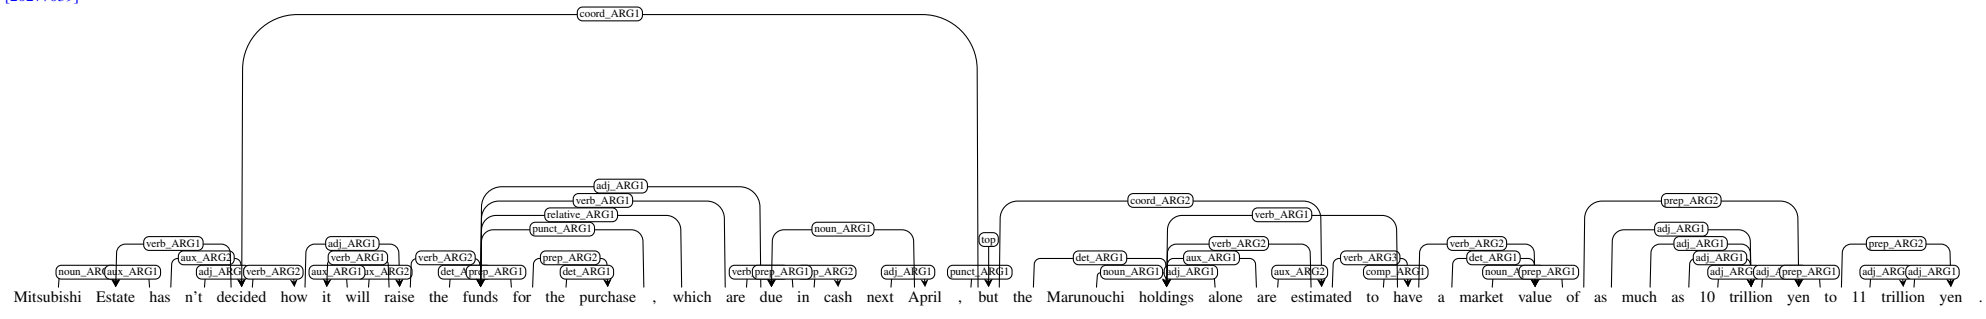 coord_ARG1
adj_ARG1
verb_ARG1 coord_ARG2 prep_ARG2
relative_ARG1 verb_ARG1
punct_ARG1 noun_ARG1 adj_ARG1
verb_ARG1 adj_ARG1 top verb_ARG2 adj_ARG1 prep_ARG2
aux_ARG2 verb_ARG1 verb_ARG2 prep_ARG2 det_ARG1 aux_ARG1 verb_ARG3 det_ARG1 adj_ARG1
aux_ARG1 verb_ARG2 aux_ARG1 prep_ARG1 det_ARG1 prep_ARG1 adj_ARG1 punct_ARG1 noun_ARG1 adj_ARG1 aux_ARG2 comp_ARG1 prep_ARG1 prep_ARG1 adj_ARG1
Mitsubishi Estate has n't decided how it will raise the funds for the purchase , which are due in cash next April , but the Marunouchi holdings alone are estimated to have a market value of as much as 10 trillion yen to 11 trillion yen .